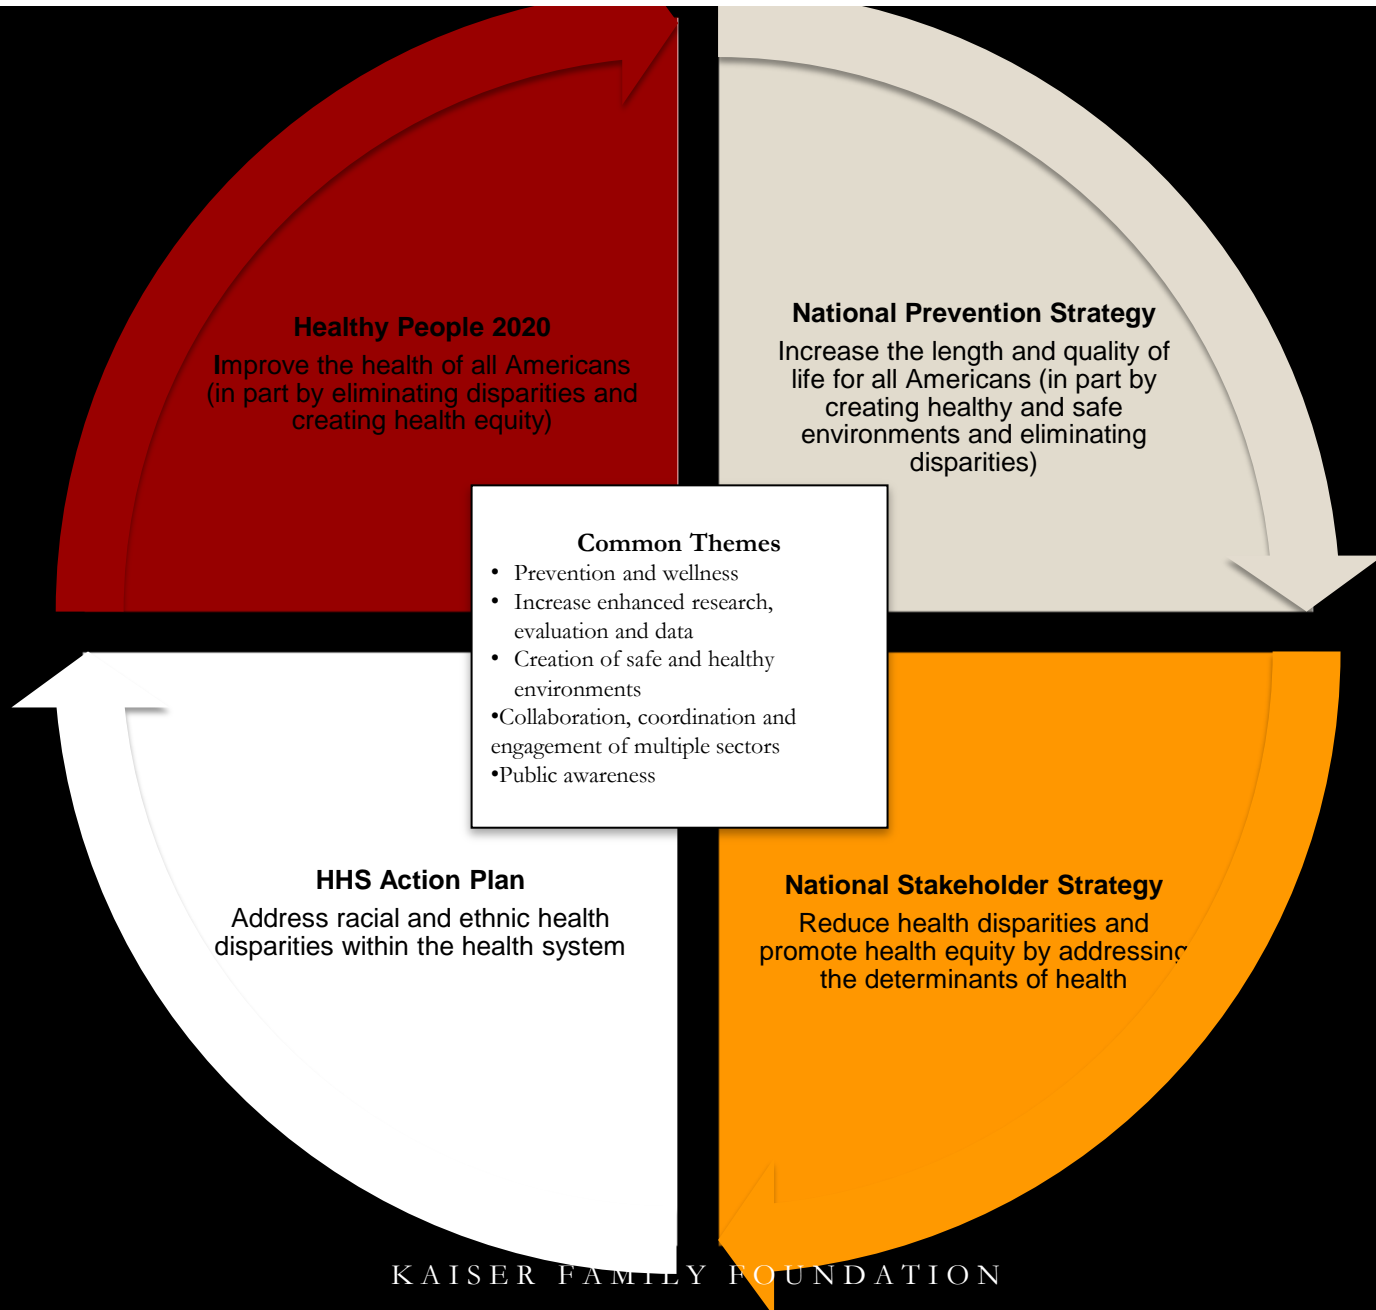 Healthy People 2020
Improve the health of all Americans
(in part by eliminating disparities and
creating health equity)
National Prevention Strategy
Increase the length and quality of
life for all Americans (in part by
creating healthy and safe
environments and eliminating
disparities)
Common Themes
• Prevention and wellness
• Increase enhanced research,
evaluation and data
• Creation of safe and healthy
environments
•Collaboration, coordination and
engagement of multiple sectors
•Public awareness
HHS Action Plan
Address racial and ethnic health
disparities within the health system
National Stakeholder Strategy
Reduce health disparities and
promote health equity by addressing
the determinants of health
KAISER FAMILY FOUNDATION